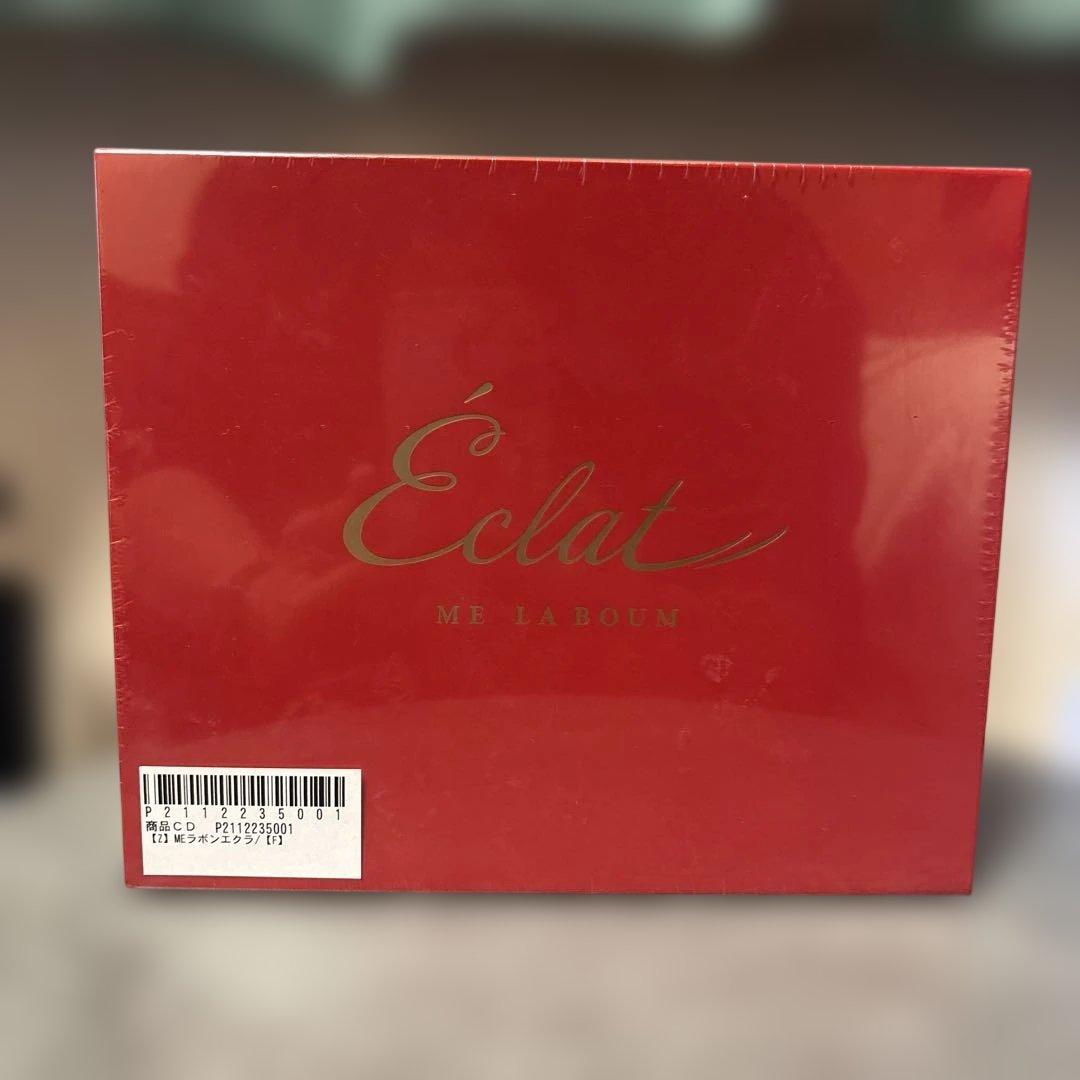 Éclat
ME LA BOUM
P2112235001
商品CD P2112235001
【Z】MEラボンエクラ/【F】